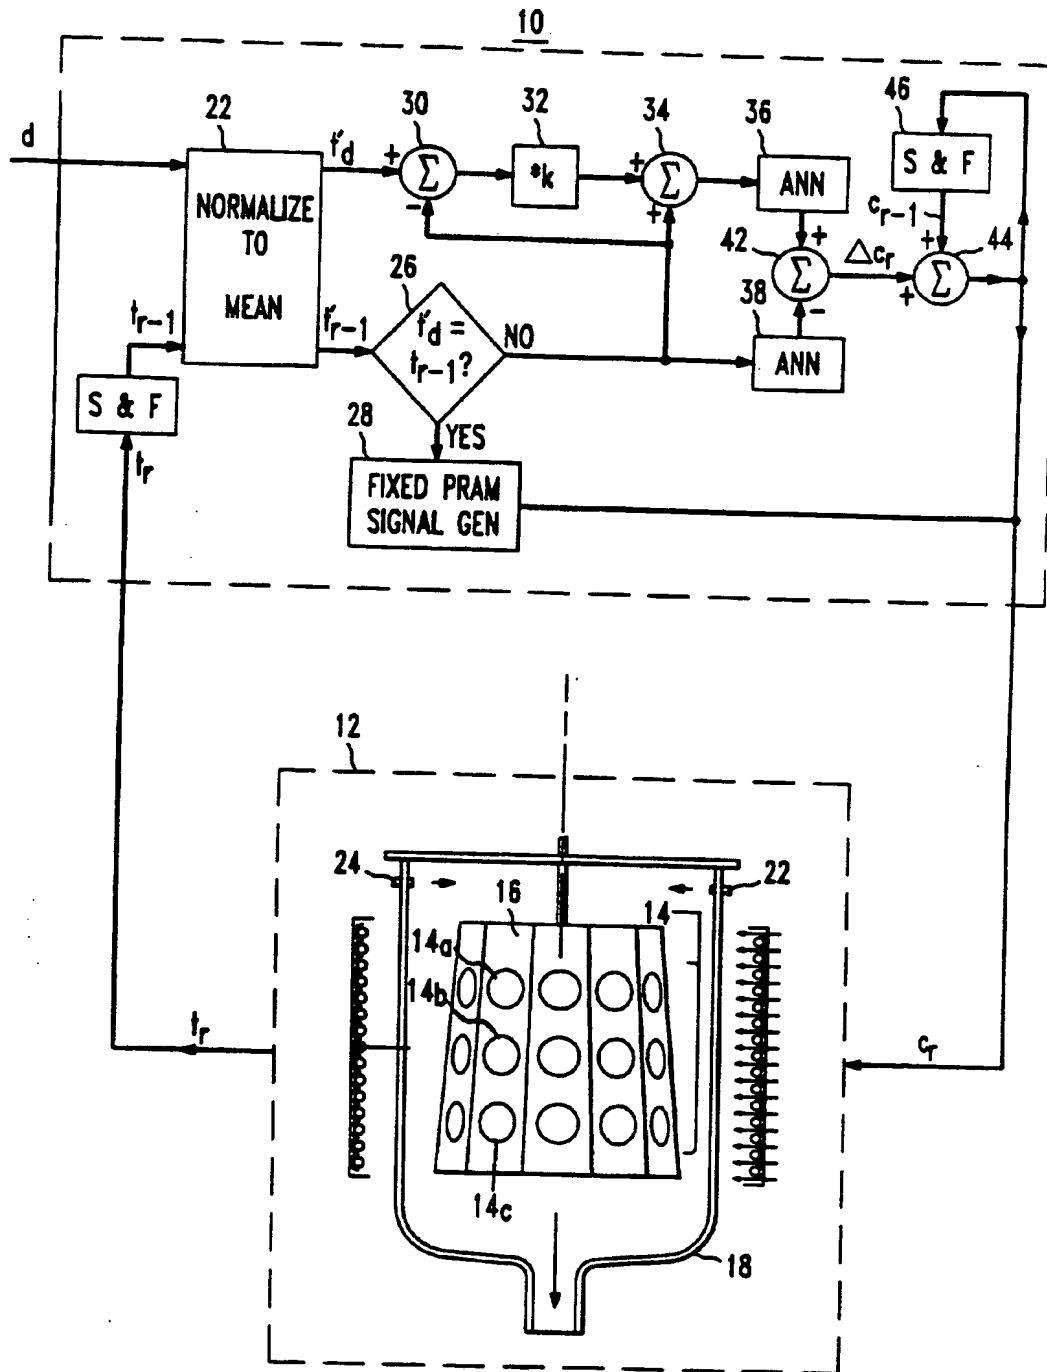 10
d
22
NORMALIZE
TO
MEAN
t'd
30
+
Σ
-
32
*k
34
+
Σ
+
36
ANN
46
S & F
cr-1
42
+
Σ
-
Δcr
+
44
Σ
+
38
ANN
26
t'd =
tr-1?
NO
YES
t'r-1
tr-1
S & F
tr
28
FIXED PRAM
SIGNAL GEN
12
24
22
16
14
14a
14b
14c
18
tr
cr